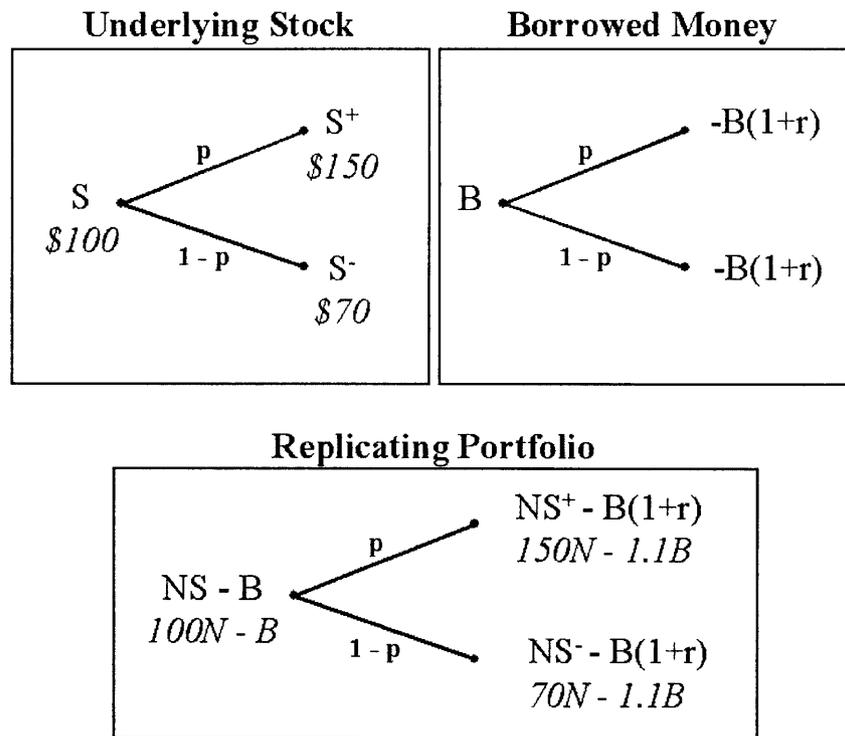 Underlying Stock
S
$100
p
1 - p
S⁺
$150
S⁻
$70
Borrowed Money
B
p
1 - p
-B(1+r)
-B(1+r)
Replicating Portfolio
NS - B
100N - B
p
1 - p
NS⁺ - B(1+r)
150N - 1.1B
NS⁻ - B(1+r)
70N - 1.1B